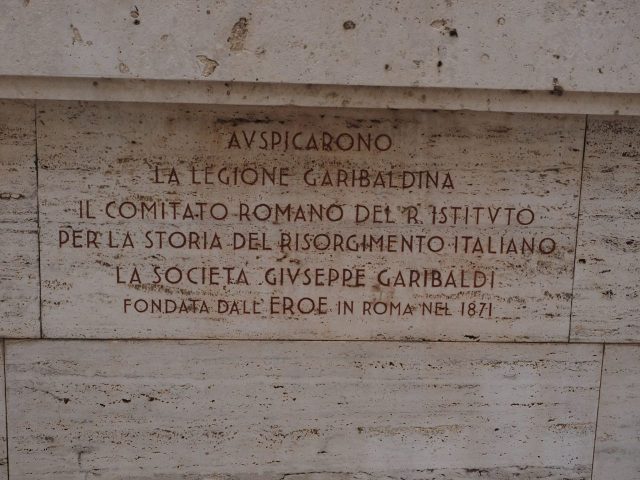 AVSPICARONO
LA LEGIONE GARIBALDINA
IL COMITATO ROMANO DEL R. ISTITVTO
PER LA STORIA DEL RISORGIMENTO ITALIANO
LA SOCIETÀ GIVSEPPE GARIBALDI
FONDATA DALL'EROE IN ROMA NEL 1871